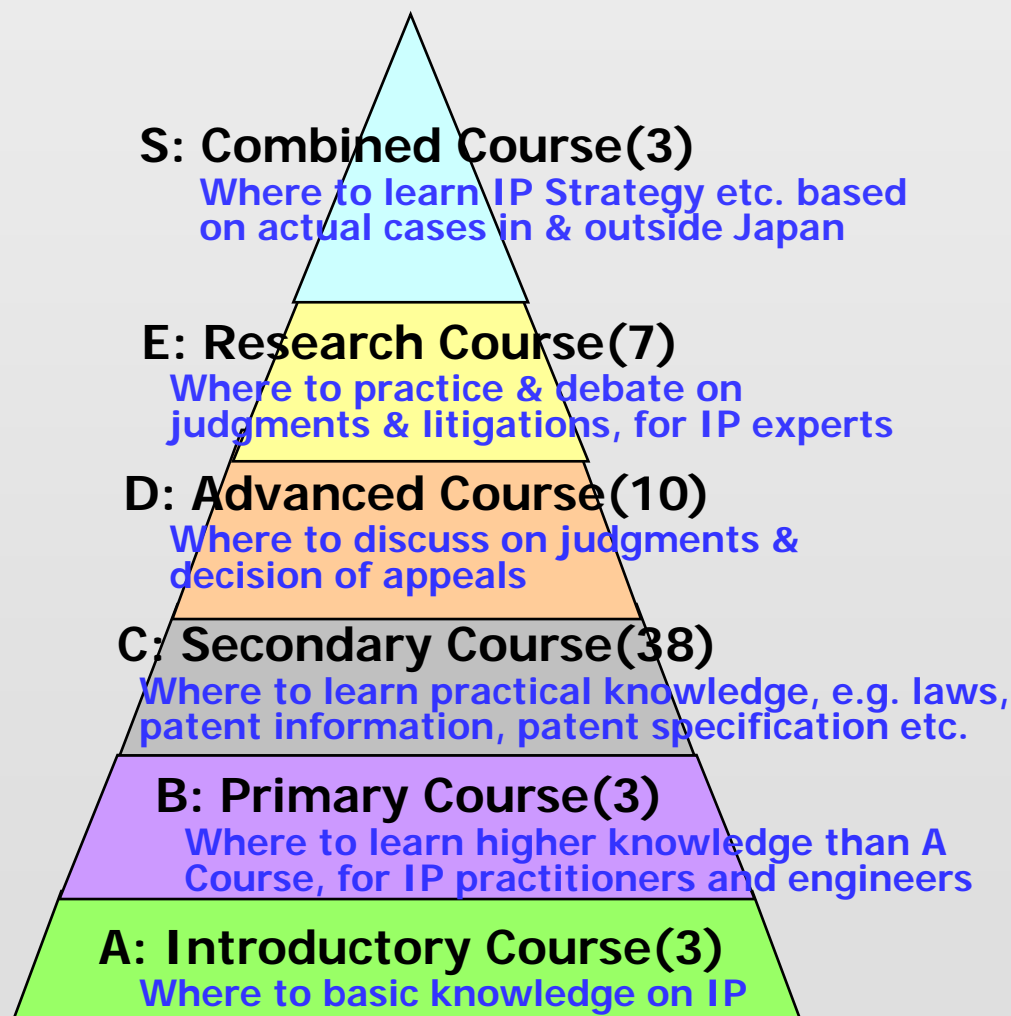 S: Combined Course(3)
Where to learn IP Strategy etc. based
on actual cases in & outside Japan
E: Research Course(7)
Where to practice & debate on
judgments & litigations, for IP experts
D: Advanced Course(10)
Where to discuss on judgments &
decision of appeals
C: Secondary Course(38)
Where to learn practical knowledge, e.g. laws,
patent information, patent specification etc.
B: Primary Course(3)
Where to learn higher knowledge than A
Course, for IP practitioners and engineers
A: Introductory Course(3)
Where to basic knowledge on IP